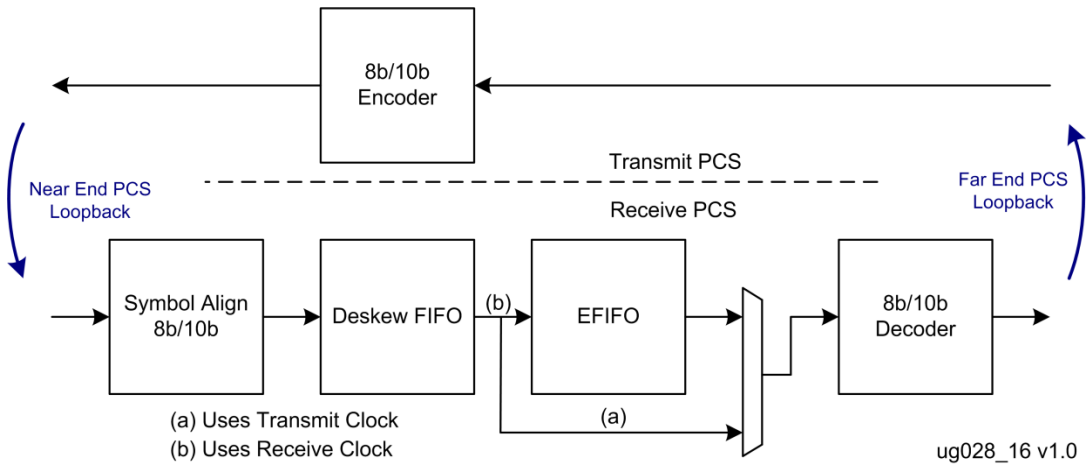 8b/10b
Encoder
Transmit PCS
Near End PCS
Loopback
Far End PCS
Loopback
Receive PCS
Symbol Align
8b/10b
Deskew FIFO
(b)
EFIFO
8b/10b
Decoder
(a)
(a) Uses Transmit Clock
(b) Uses Receive Clock
ug028_16 v1.0